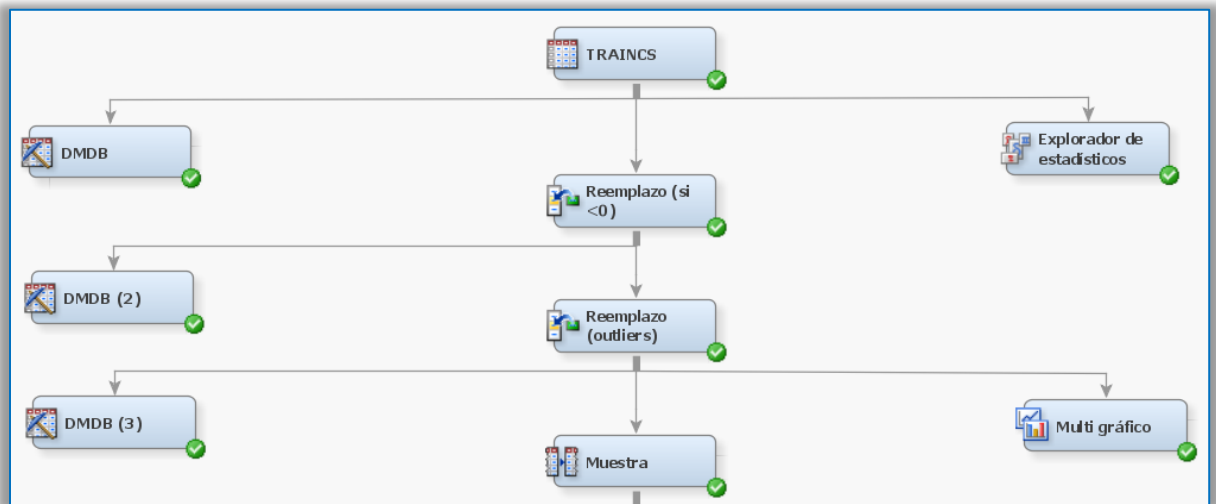 TRAINCS
DMDB
Explorador de
estadísticos
Reemplazo (si
<0)
DMDB (2)
Reemplazo
(outliers)
DMDB (3)
Multi gráfico
Muestra